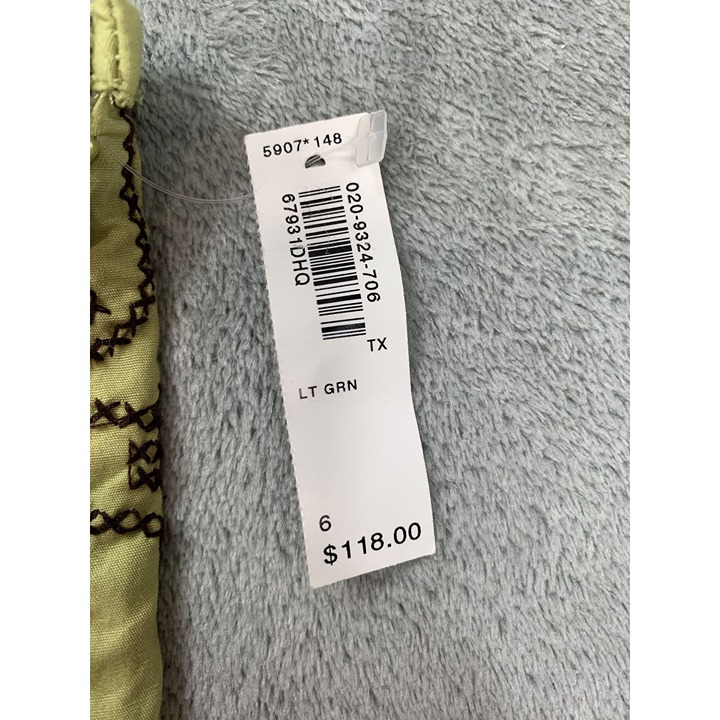 5907*148
020-9324-706
67931DHQ
TX
LT GRN
6
$118.00